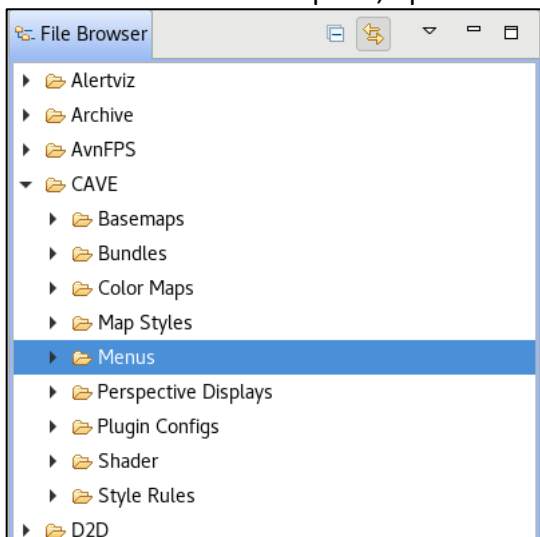 File Browser
Alertviz
Archive
AvnFPS
CAVE
Basemaps
Bundles
Color Maps
Map Styles
Menus
Perspective Displays
Plugin Configs
Shader
Style Rules
D2D